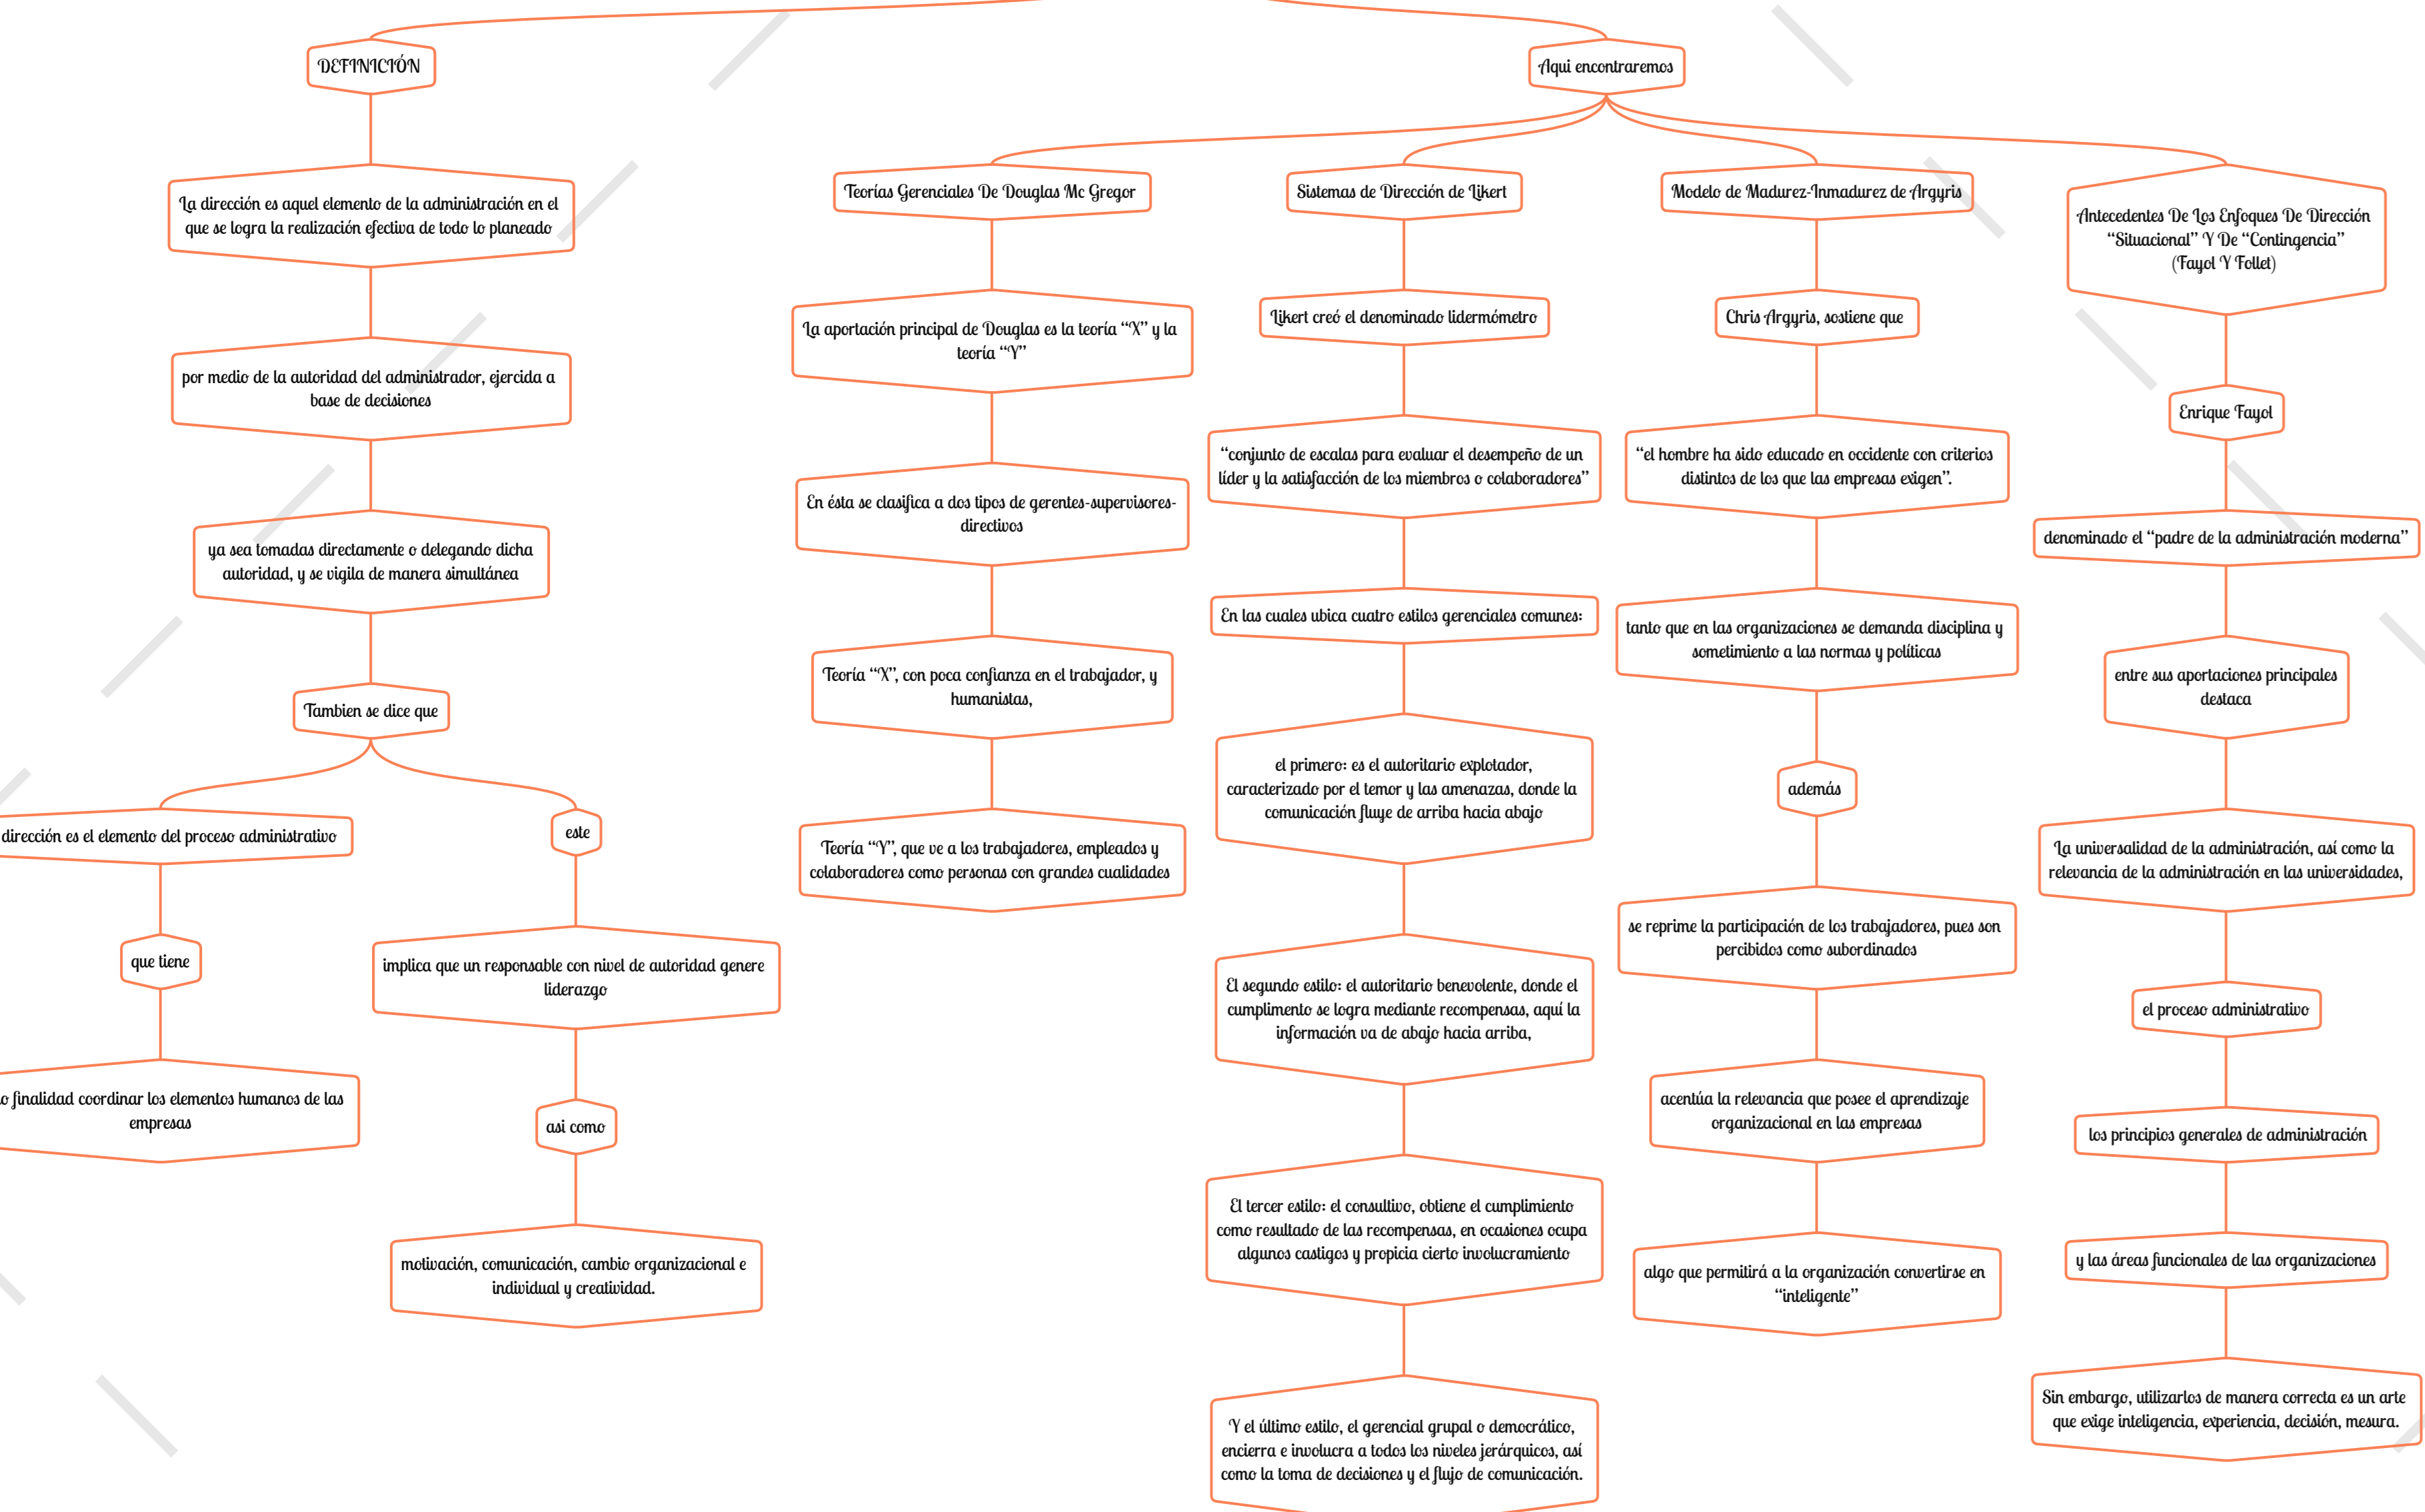 DEFINICIÓN
La dirección es aquel elemento de la administración en el
que se logra la realización efectiva de todo lo planeado
por medio de la autoridad del administrador, ejercida a
base de decisiones
ya sea tomadas directamente o delegando dicha
autoridad, y se vigila de manera simultánea
Tambien se dice que
dirección es el elemento del proceso administrativo
que tiene
finalidad coordinar los elementos humanos de las
empresas
este
implica que un responsable con nivel de autoridad genere
liderazgo
asi como
motivación, comunicación, cambio organizacional e
individual y creatividad.
Aqui encontraremos
Teorías Gerenciales De Douglas Mc Gregor
La aportación principal de Douglas es la teoría “X” y la
teoría “Y”
En ésta se clasifica a dos tipos de gerentes-supervisores-
directivos
Teoría “X”, con poca confianza en el trabajador, y
humanistas,
Teoría “Y”, que ve a los trabajadores, empleados y
colaboradores como personas con grandes cualidades
Sistemas de Dirección de Likert
Likert creó el denominado lidermómetro
“conjunto de escalas para evaluar el desempeño de un
líder y la satisfacción de los miembros o colaboradores”
En las cuales ubica cuatro estilos gerenciales comunes:
el primero: es el autoritario explotador,
caracterizado por el temor y las amenazas, donde la
comunicación fluye de arriba hacia abajo
El segundo estilo: el autoritario benevolente, donde el
cumplimento se logra mediante recompensas, aquí la
información va de abajo hacia arriba,
El tercer estilo: el consultivo, obtiene el cumplimiento
como resultado de las recompensas, en ocasiones ocupa
algunos castigos y propicia cierto involucramiento
Y el último estilo, el gerencial grupal o democrático,
encierra e involucra a todos los niveles jerárquicos, así
como la toma de decisiones y el flujo de comunicación.
Modelo de Madurez-Inmadurez de Argyris
Chris Argyris, sostiene que
“el hombre ha sido educado en occidente con criterios
distintos de los que las empresas exigen”.
tanto que en las organizaciones se demanda disciplina y
sometimiento a las normas y políticas
además
se reprime la participación de los trabajadores, pues son
percibidos como subordinados
acentúa la relevancia que posee el aprendizaje
organizacional en las empresas
algo que permitirá a la organización convertirse en
“inteligente”
Antecedentes De Los Enfoques De Dirección
“Situacional” Y De “Contingencia”
(Fayol Y Follet)
Enrique Fayol
denominado el “padre de la administración moderna”
entre sus aportaciones principales
destaca
La universalidad de la administración, así como la
relevancia de la administración en las universidades,
el proceso administrativo
los principios generales de administración
y las áreas funcionales de las organizaciones
Sin embargo, utilizarlos de manera correcta es un arte
que exige inteligencia, experiencia, decisión, mesura.